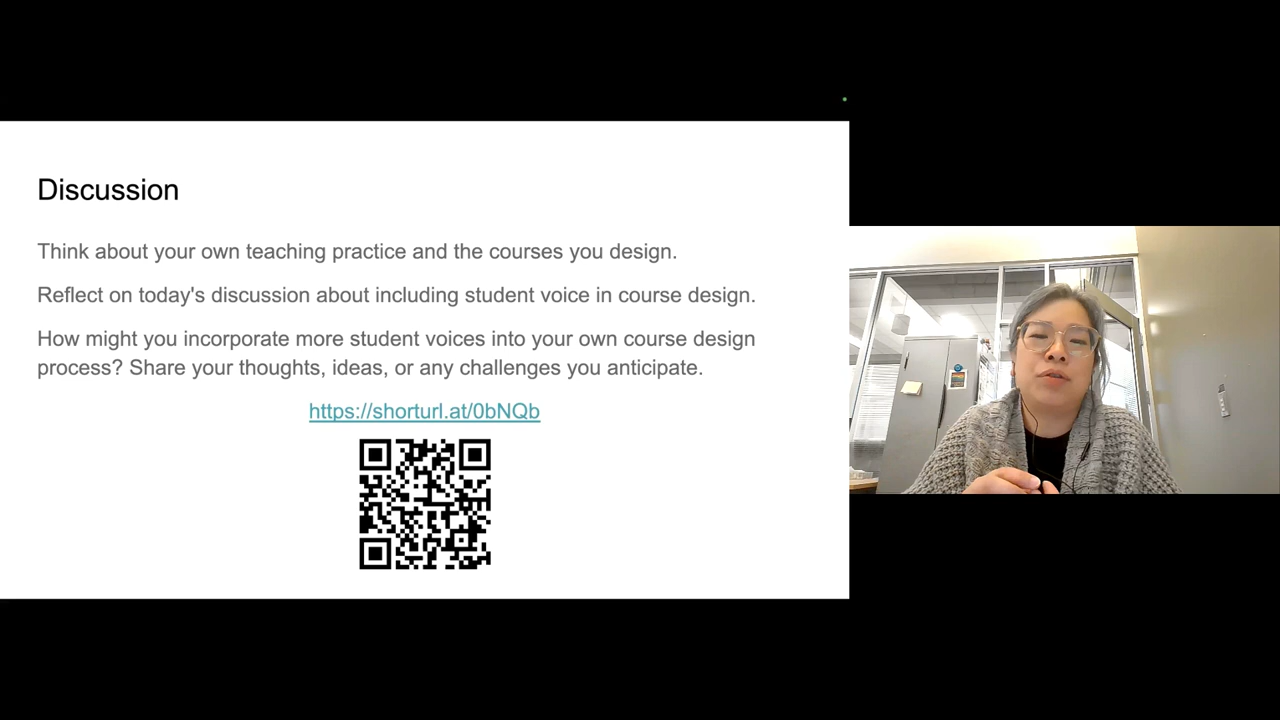 Discussion
Think about your own teaching practice and the courses you design.
Reflect on today's discussion about including student voice in course design.
How might you incorporate more student voices into your own course design
process? Share your thoughts, ideas, or any challenges you anticipate.
https://shorturl.at/0bNQb